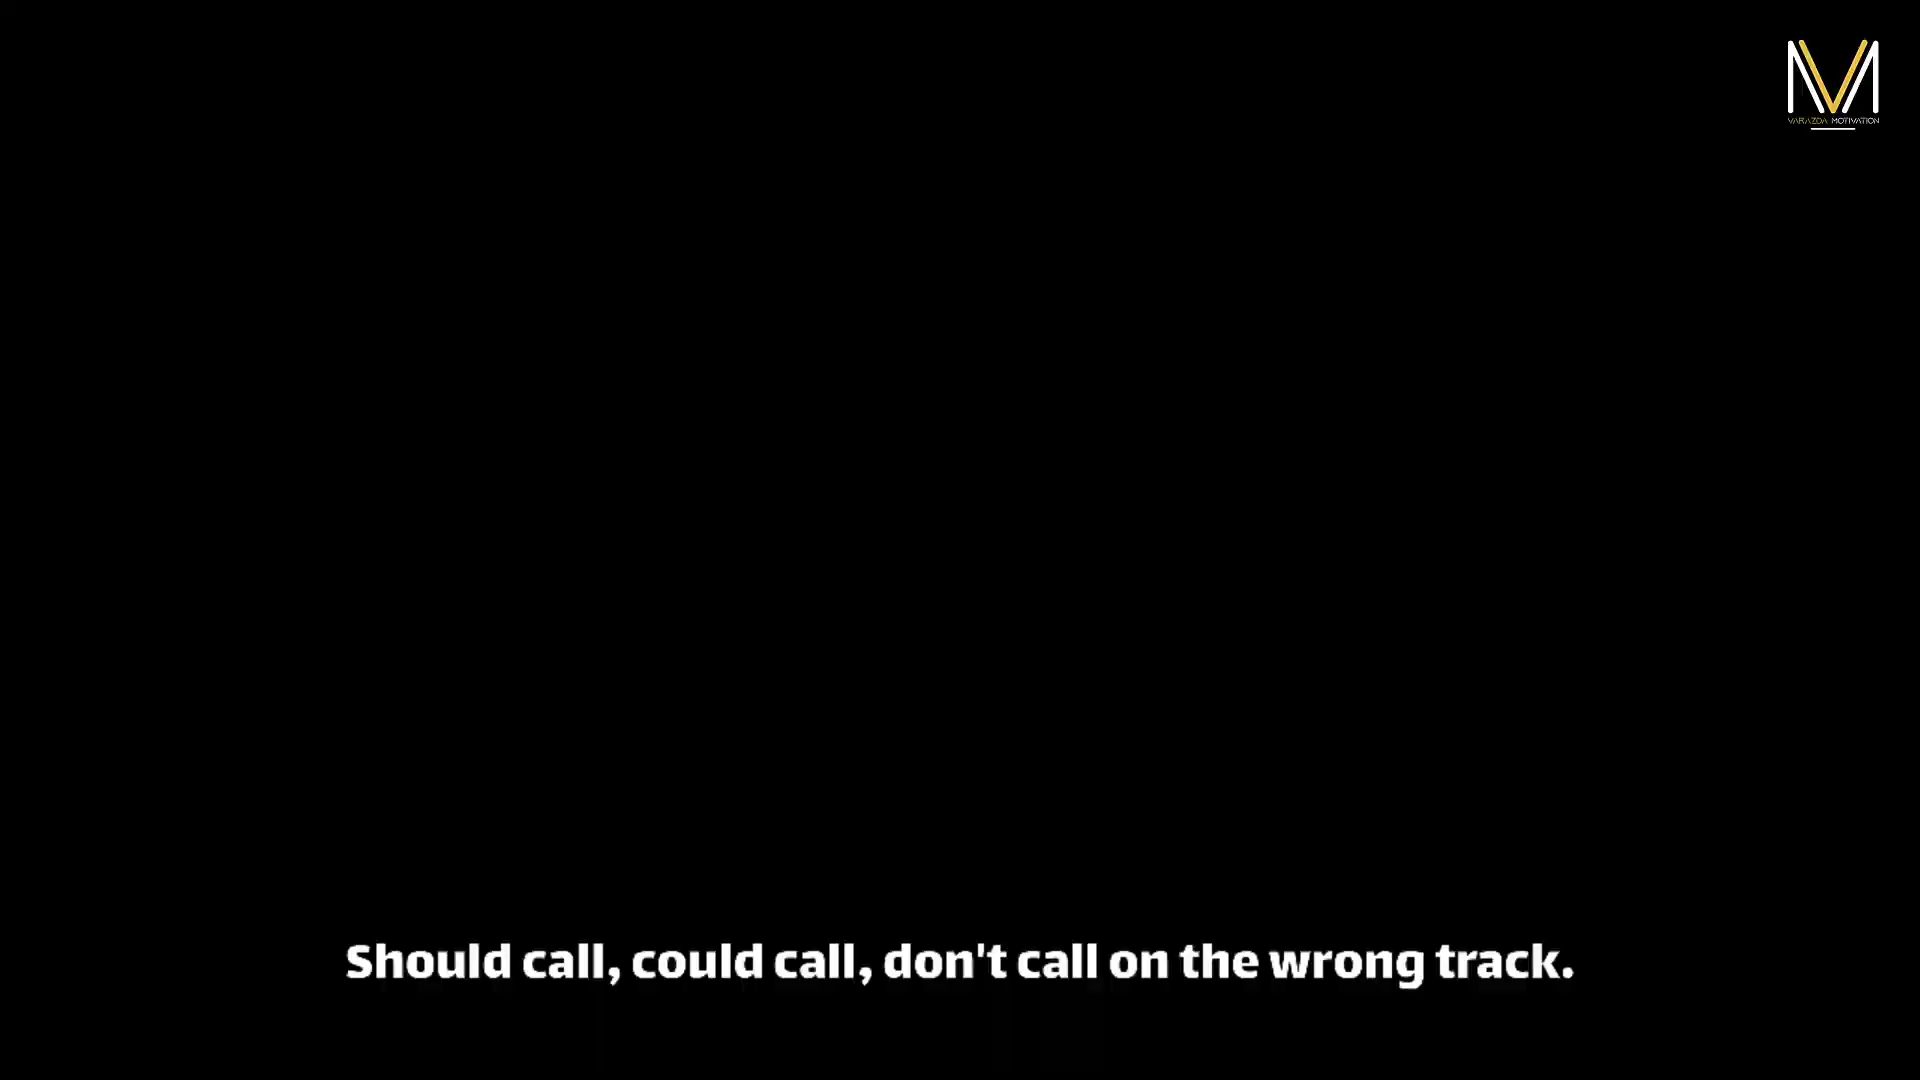 VARAZDA MOTIVATION
Should call, could call, don't call on the wrong track.